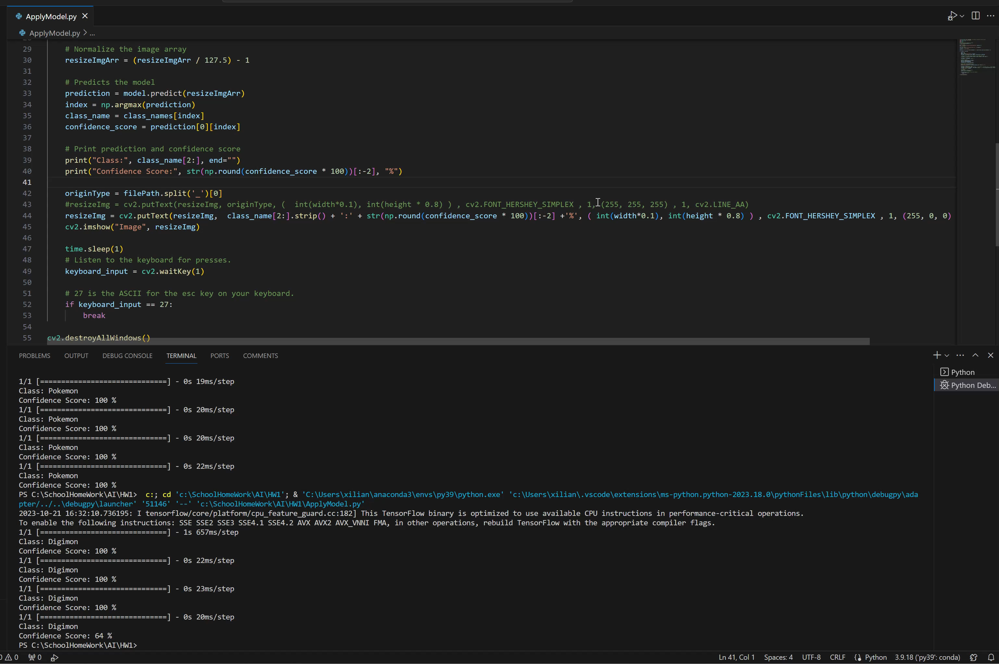 ApplyModel.py
ApplyModel.py > ...
29 # Normalize the image array
30 resizeImgArr = (resizeImgArr / 127.5) - 1
31
32 # Predicts the model
33 prediction = model.predict(resizeImgArr)
34 index = np.argmax(prediction)
35 class_name = class_names[index]
36 confidence_score = prediction[0][index]
37
38 # Print prediction and confidence score
39 print("Class:", class_name[2:], end="")
40 print("Confidence Score:", str(np.round(confidence_score * 100))[:-2], "%")
41
42 originType = filePath.split('_')[0]
43 #resizeImg = cv2.putText(resizeImg, originType, (  int(width*0.1), int(height * 0.8) ) , cv2.FONT_HERSHEY_SIMPLEX , 1, (255, 255, 255) , 1, cv2.LINE_AA)
44 resizeImg = cv2.putText(resizeImg,  class_name[2:].strip() + ':' + str(np.round(confidence_score * 100))[:-2] +'%', ( int(width*0.1), int(height * 0.8) ) , cv2.FONT_HERSHEY_SIMPLEX , 1, (255, 0, 0)
45 cv2.imshow("Image", resizeImg)
46
47 time.sleep(1)
48 # Listen to the keyboard for presses.
49 keyboard_input = cv2.waitKey(1)
50
51 # 27 is the ASCII for the esc key on your keyboard.
52 if keyboard_input == 27:
53 break
54
55 cv2.destroyAllWindows()
PROBLEMS OUTPUT DEBUG CONSOLE TERMINAL PORTS COMMENTS
Python
Python Deb...
1/1 [==============================] - 0s 19ms/step
Class: Pokemon
Confidence Score: 100 %
1/1 [==============================] - 0s 20ms/step
Class: Pokemon
Confidence Score: 100 %
1/1 [==============================] - 0s 20ms/step
Class: Pokemon
Confidence Score: 100 %
1/1 [==============================] - 0s 22ms/step
Class: Pokemon
Confidence Score: 100 %
PS C:\SchoolHomeWork\AI\HW1>  c:; cd 'c:\SchoolHomeWork\AI\HW1'; & 'C:\Users\xilian\anaconda3\envs\py39\python.exe' 'c:\Users\xilian\.vscode\extensions\ms-python.python-2023.18.0\pythonFiles\lib\python\debugpy\ada
pter/../..\debugpy\launcher' '51146' '--' 'c:\SchoolHomeWork\AI\HW1\ApplyModel.py'
2023-10-21 16:32:10.736195: I tensorflow/core/platform/cpu_feature_guard.cc:182] This TensorFlow binary is optimized to use available CPU instructions in performance-critical operations.
To enable the following instructions: SSE SSE2 SSE3 SSE4.1 SSE4.2 AVX AVX2 AVX_VNNI FMA, in other operations, rebuild TensorFlow with the appropriate compiler flags.
1/1 [==============================] - 1s 657ms/step
Class: Digimon
Confidence Score: 100 %
1/1 [==============================] - 0s 22ms/step
Class: Digimon
Confidence Score: 100 %
1/1 [==============================] - 0s 23ms/step
Class: Digimon
Confidence Score: 100 %
1/1 [==============================] - 0s 20ms/step
Class: Digimon
Confidence Score: 64 %
PS C:\SchoolHomeWork\AI\HW1>
0 0 Ln 41, Col 1 Spaces: 4 UTF-8 CRLF Python 3.9.18 ('py39': conda)